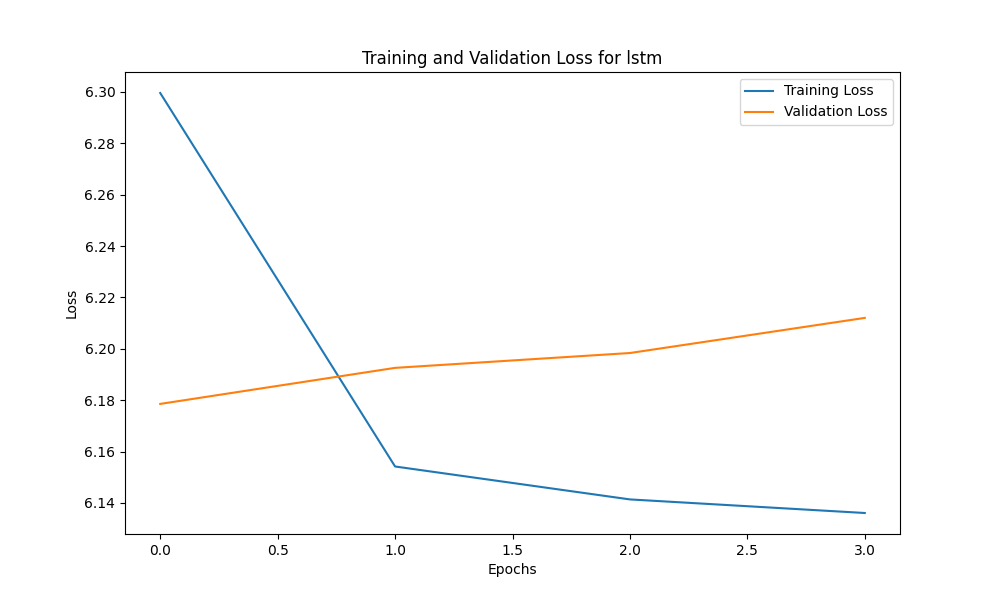 Training and Validation Loss for lstm
Training Loss
Validation Loss
Loss
6.30
6.28
6.26
6.24
6.22
6.20
6.18
6.16
6.14
0.0 0.5 1.0 1.5 2.0 2.5 3.0
Epochs